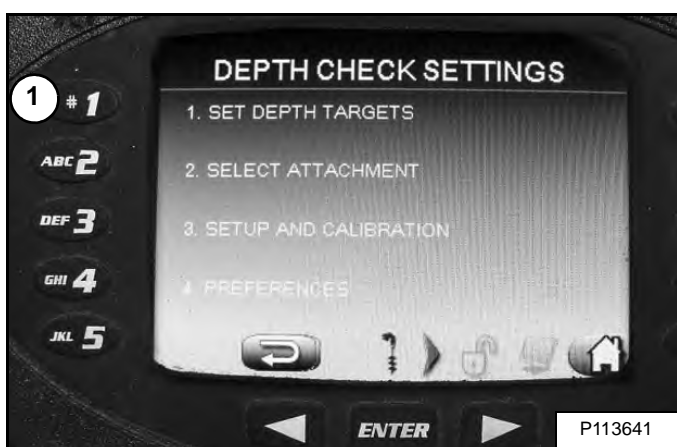 DEPTH CHECK SETTINGS
1
# 1
1. SET DEPTH TARGETS
ABC 2
2. SELECT ATTACHMENT
DEF 3
3. SETUP AND CALIBRATION
GHI 4
4. PREFERENCES
JKL 5
ENTER
P113641